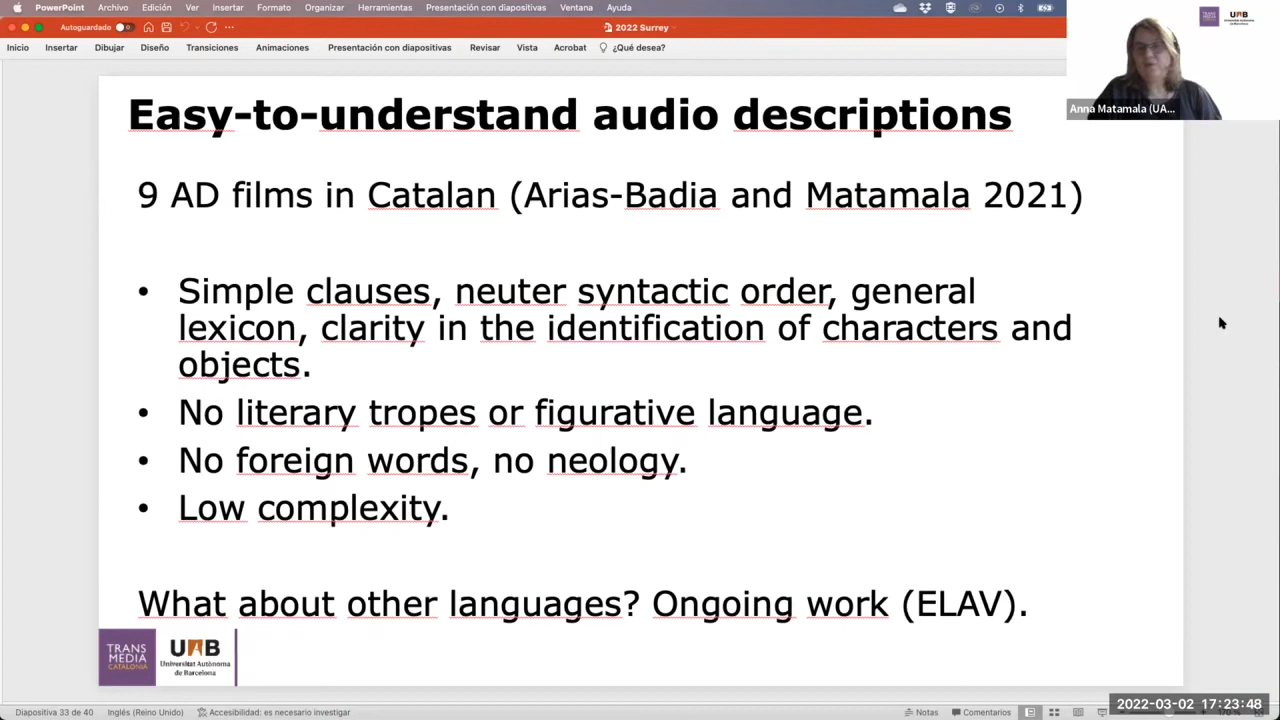 PowerPoint Archivo Edición Ver Insertar Formato Organizar Herramientas Presentación con diapositivas Ventana Ayuda
Autoguardado
2022 Surrey
Inicio Insertar Dibujar Diseño Transiciones Animaciones Presentación con diapositivas Revisar Vista Acrobat ¿Qué desea?
TRANS
MEDIA
UAB
Anna Matamala (UA...
Easy-to-understand audio descriptions
9 AD films in Catalan (Arias-Badia and Matamala 2021)
• Simple clauses, neuter syntactic order, general
lexicon, clarity in the identification of characters and
objects.
• No literary tropes or figurative language.
• No foreign words, no neology.
• Low complexity.
What about other languages? Ongoing work (ELAV).
TRANS
MEDIA
CATALONIA
UAB
Universitat Autònoma
de Barcelona
2022-03-02 17:23:48
Diapositiva 33 de 40 Inglés (Reino Unido) Accesibilidad: es necesario investigar Notas Comentarios